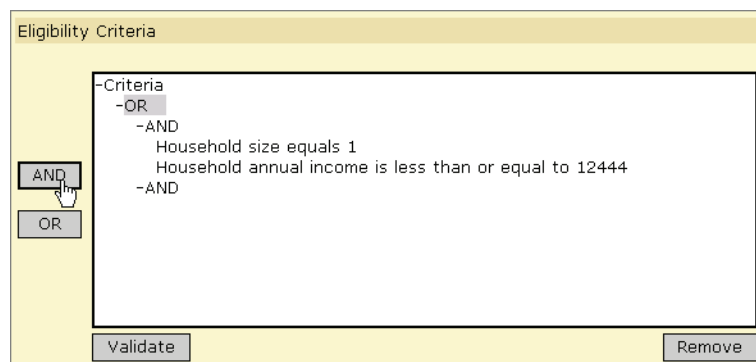 Eligibility Criteria
-Criteria
-OR
-AND
Household size equals 1
Household annual income is less than or equal to 12444
-AND
AND
OR
Validate
Remove